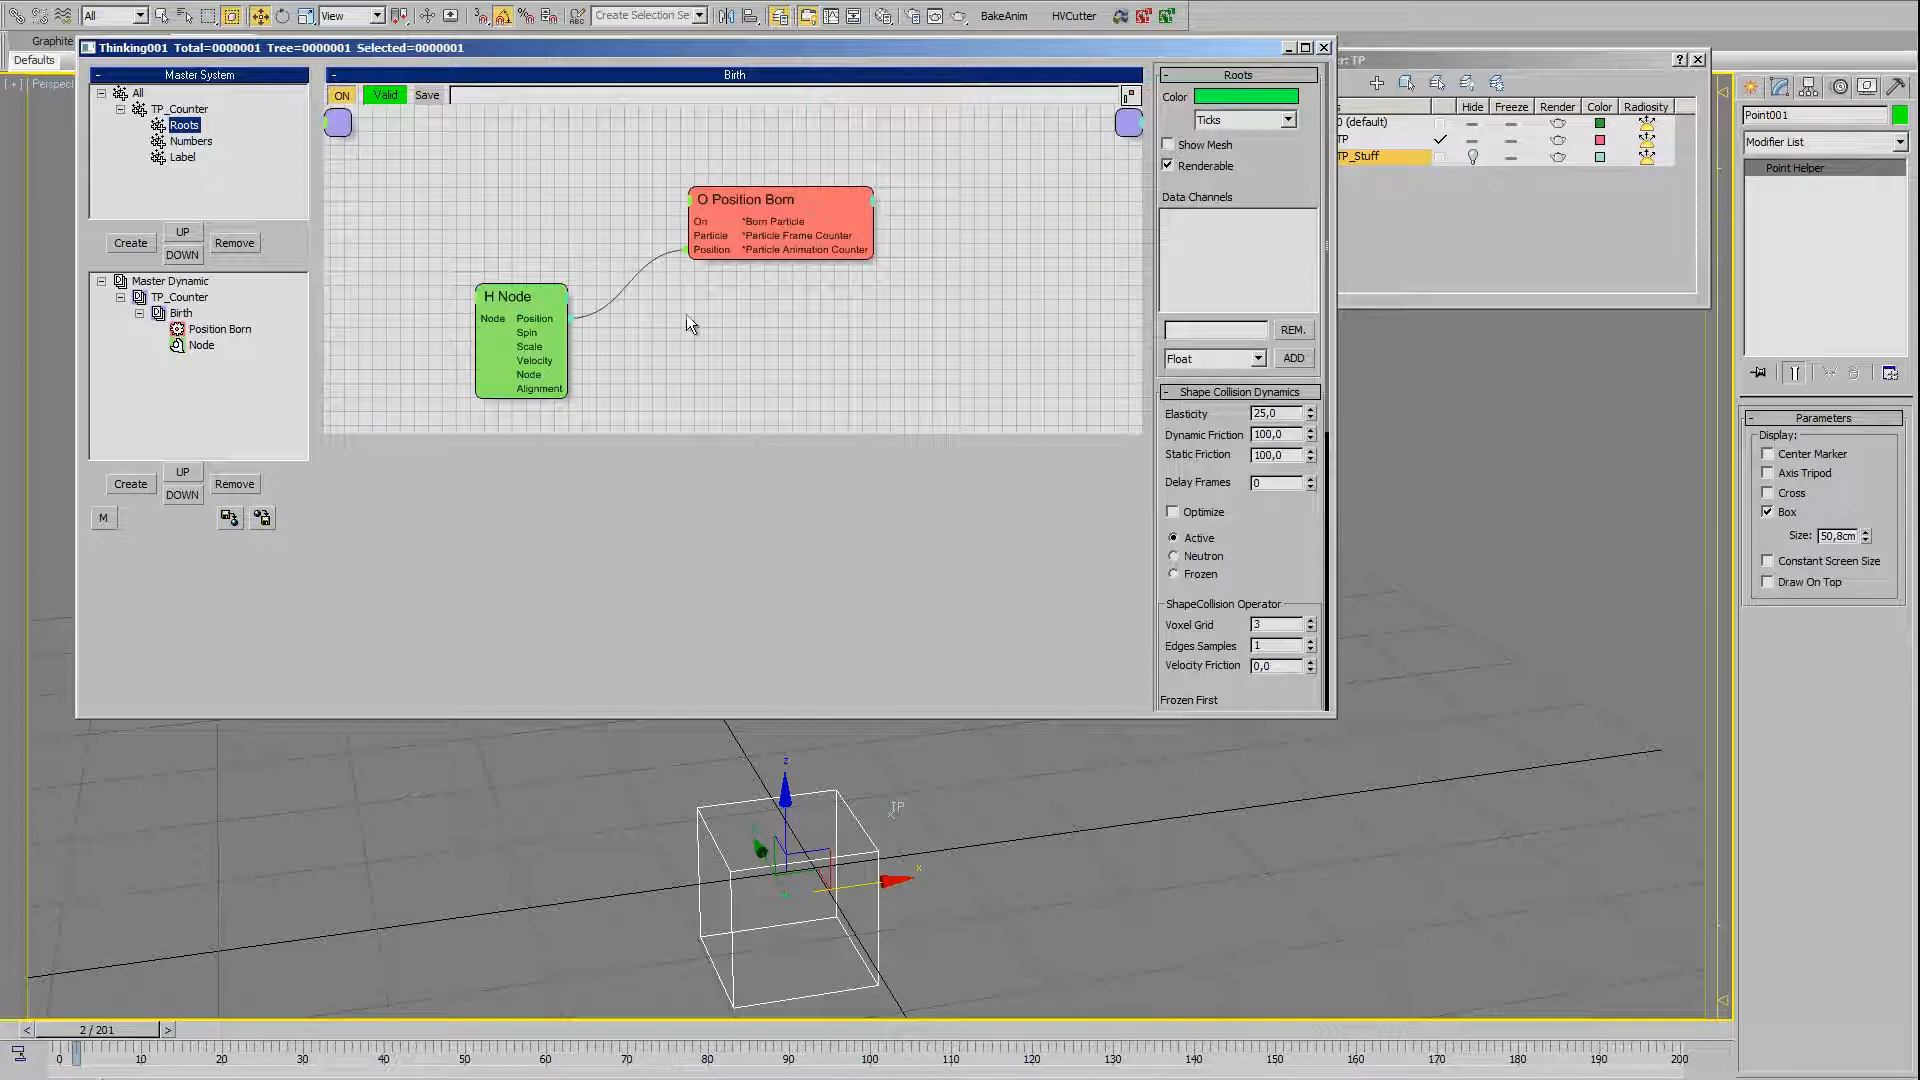 All
View
Create Selection Se
BakeAnim
HVCutter
Graphite
Defaults
Thinking001 Total=0000001 Tree=0000001 Selected=0000001
Master System
All
TP_Counter
Roots
Numbers
Label
Create
UP
DOWN
Remove
Master Dynamic
TP_Counter
Birth
Position Born
Node
Create
UP
DOWN
Remove
M
Birth
ON
Valid
Save
O Position Born
On *Born Particle
Particle *Particle Frame Counter
Position *Particle Animation Counter
H Node
Node Position
Spin
Scale
Velocity
Node
Alignment
Roots
Color
Ticks
Show Mesh
Renderable
Data Channels
REM.
Float
ADD
Shape Collision Dynamics
Elasticity 25,0
Dynamic Friction 100,0
Static Friction 100,0
Delay Frames 0
Optimize
Active
Neutron
Frozen
ShapeCollision Operator
Voxel Grid 3
Edges Samples 1
Velocity Friction 0,0
Frozen First
r: TP
s Hide Freeze Render Color Radiosity
0 (default)
TP
TP_Stuff
Point001
Modifier List
Point Helper
Parameters
Display:
Center Marker
Axis Tripod
Cross
Box
Size: 50,8cm
Constant Screen Size
Draw On Top
[ + ] [ Perspect
z
TP
x
x
2 / 201
0 10 20 30 40 50 60 70 80 90 100 110 120 130 140 150 160 170 180 190 200